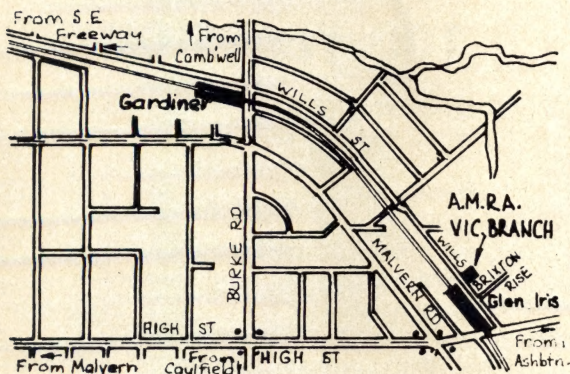 From S.E
Freeway
From
Cambwell
Gardiner
WILLS
ST
A.M.R.A.
VIC. BRANCH
WILLS
BRIXTON
RISE
BURKE RD
MALVERN RD
Glen Iris
HIGH ST
From Malvern
From
Caulfield
HIGH ST
From
Ashbtn.